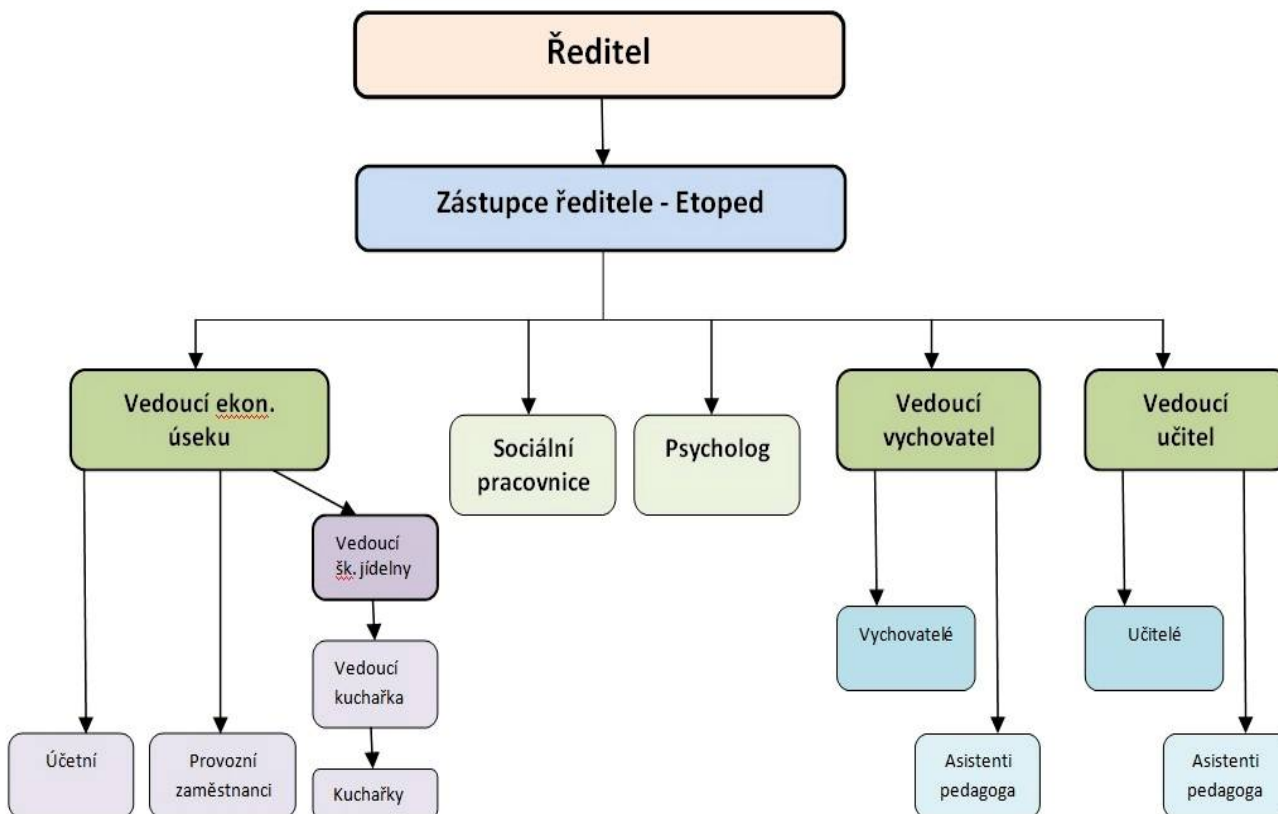 Ředitel
Zástupce ředitele - Etoped
Vedoucí ekon.
úseku
Sociální
pracovnice
Psycholog
Vedoucí
vychovatel
Vedoucí
učitel
Vedoucí
šk. jídelny
Vychovatelé
Učitelé
Vedoucí
kuchařka
Účetní
Provozní
zaměstnanci
Kuchařky
Asistenti
pedagoga
Asistenti
pedagoga